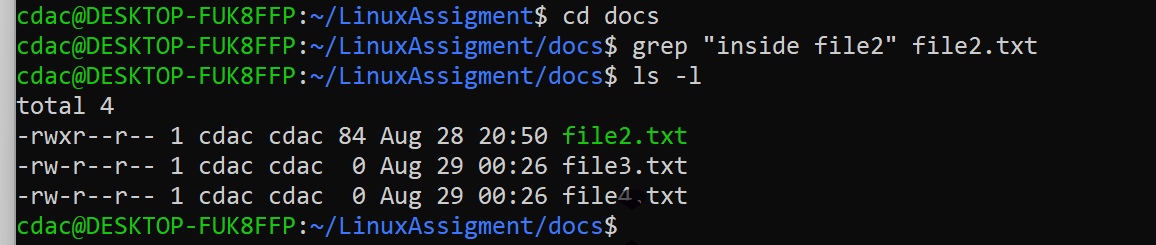 cdac@DESKTOP-FUK8FFP:~/LinuxAssigment$ cd docs
cdac@DESKTOP-FUK8FFP:~/LinuxAssigment/docs$ grep "inside file2" file2.txt
cdac@DESKTOP-FUK8FFP:~/LinuxAssigment/docs$ ls -l
total 4
-rwxr--r-- 1 cdac cdac 84 Aug 28 20:50 file2.txt
-rw-r--r-- 1 cdac cdac  0 Aug 29 00:26 file3.txt
-rw-r--r-- 1 cdac cdac  0 Aug 29 00:26 file4.txt
cdac@DESKTOP-FUK8FFP:~/LinuxAssigment/docs$